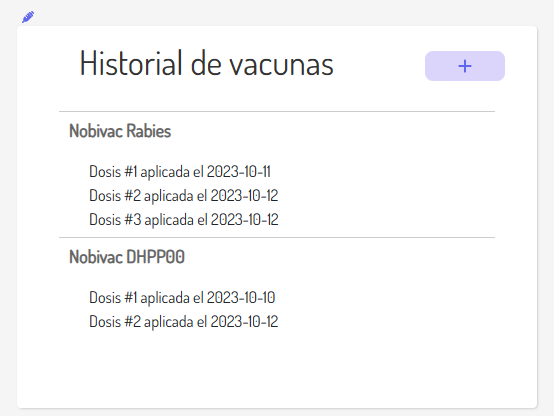 Historial de vacunas
+
Nobivac Rabies
Dosis #1 aplicada el 2023-10-11
Dosis #2 aplicada el 2023-10-12
Dosis #3 aplicada el 2023-10-12
Nobivac DHPP00
Dosis #1 aplicada el 2023-10-10
Dosis #2 aplicada el 2023-10-12